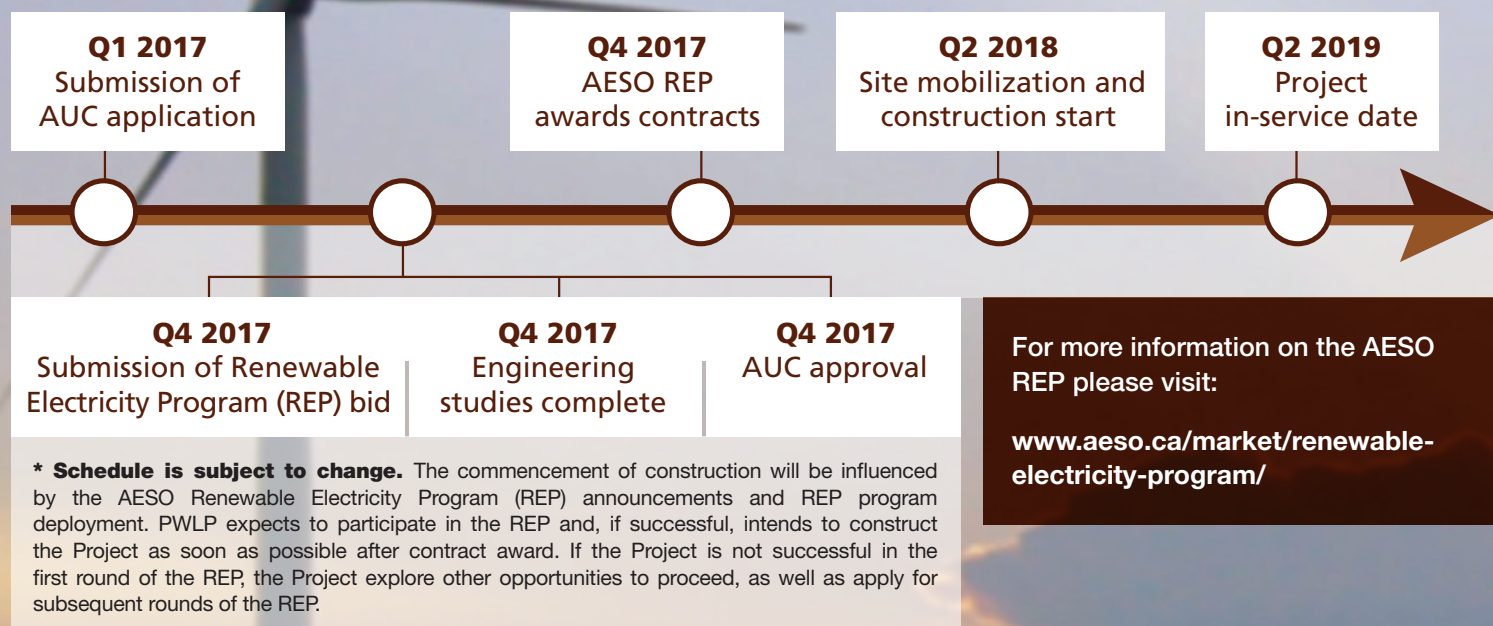 Q1 2017
Submission of
AUC application
Q4 2017
AESO REP
awards contracts
Q2 2018
Site mobilization and
construction start
Q2 2019
Project
in-service date
Q4 2017
Submission of Renewable
Electricity Program (REP) bid
Q4 2017
Engineering
studies complete
Q4 2017
AUC approval
* Schedule is subject to change. The commencement of construction will be influenced
by the AESO Renewable Electricity Program (REP) announcements and REP program
deployment. PWLP expects to participate in the REP and, if successful, intends to construct
the Project as soon as possible after contract award. If the Project is not successful in the
first round of the REP, the Project explore other opportunities to proceed, as well as apply for
subsequent rounds of the REP.
For more information on the AESO
REP please visit:
www.aeso.ca/market/renewable-
electricity-program/